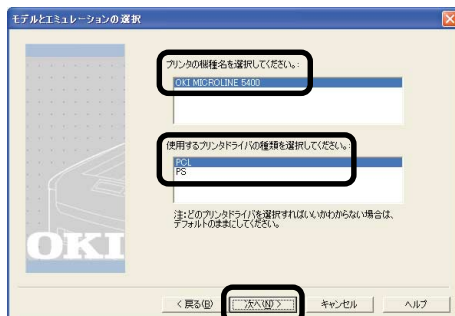 モデルとエミュレーションの選択
プリンタの機種名を選択してください。:
OKI MICROLINE 5400
使用するプリンタドライバの種類を選択してください。:
PCL
PS
注:どのプリンタドライバを選択すればいいかわからない場合は、
デフォルトのままにしてください。
OKI
< 戻る(B)
次へ(N) >
キャンセル
ヘルプ